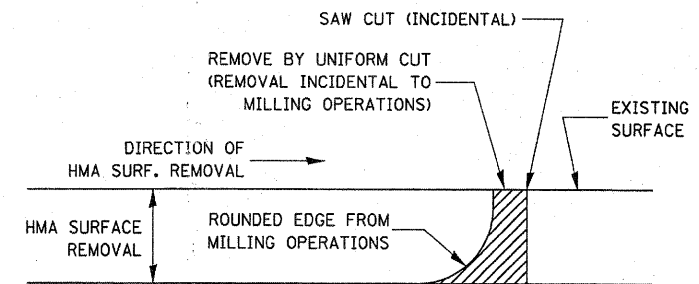 SAW CUT (INCIDENTAL)
REMOVE BY UNIFORM CUT
(REMOVAL INCIDENTAL TO
MILLING OPERATIONS)
EXISTING
SURFACE
DIRECTION OF
HMA SURF. REMOVAL
HMA SURFACE
REMOVAL
ROUNDED EDGE FROM
MILLING OPERATIONS